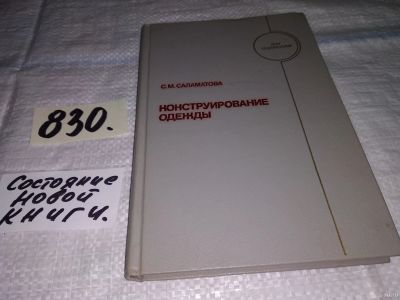 830.
Состояние
новой
книги.
С.М.САЛАМАТОВА
КОНСТРУИРОВАНИЕ
ОДЕЖДЫ